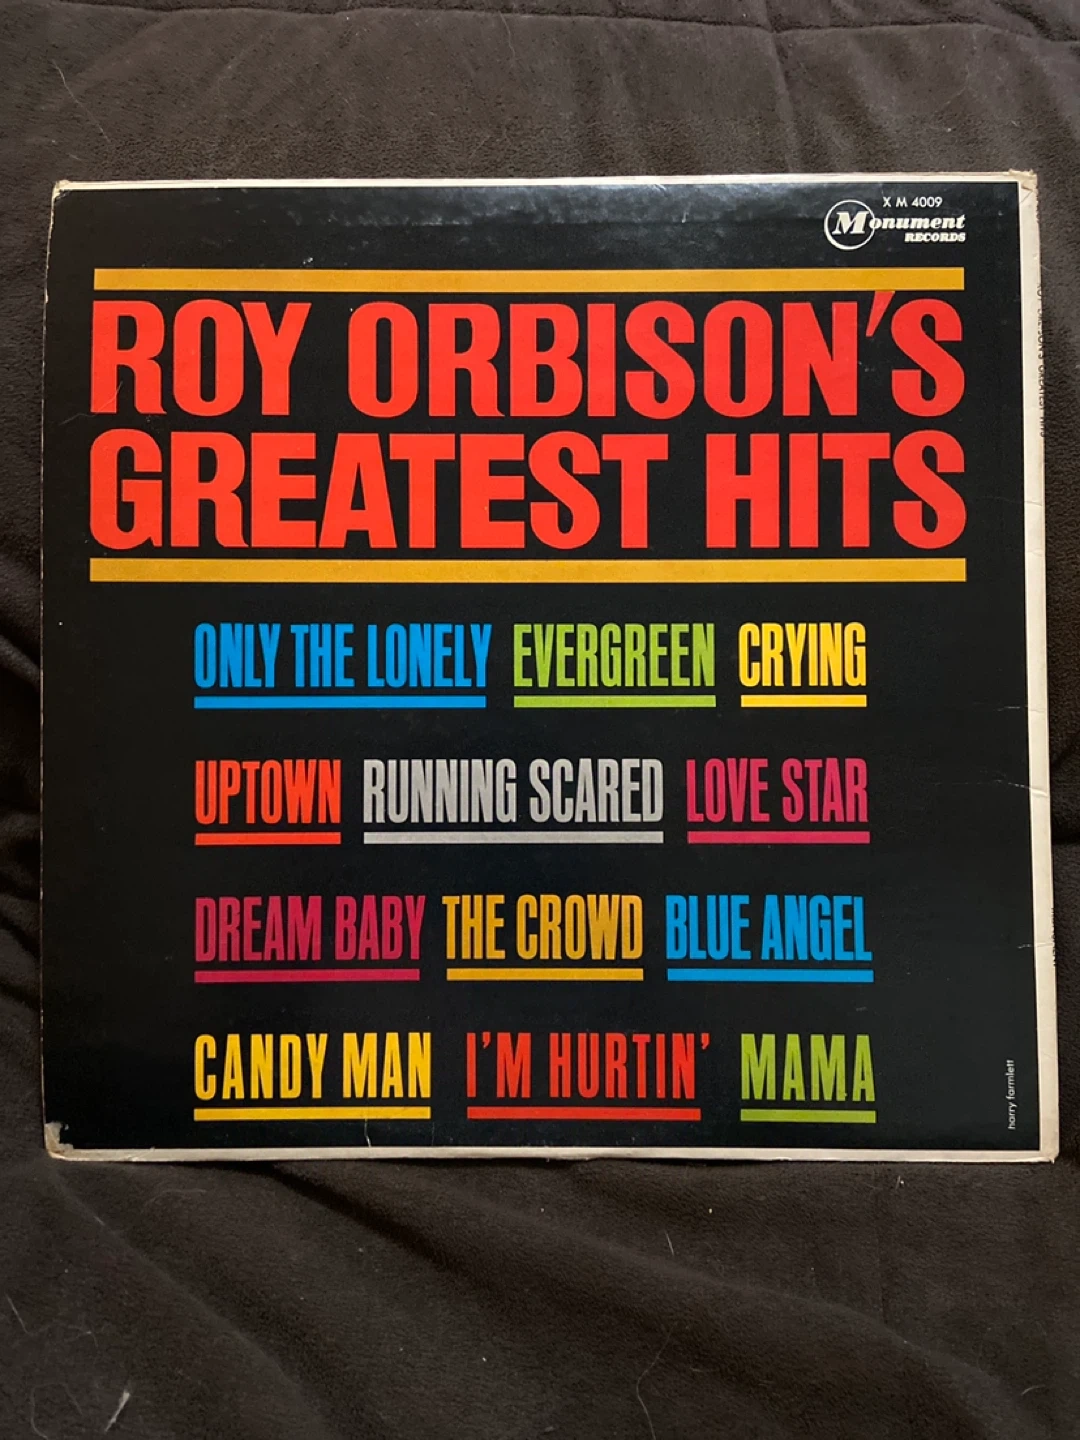 X M 4009
Monument
RECORDS
ROY ORBISON'S
GREATEST HITS
ONLY THE LONELY EVERGREEN CRYING
UPTOWN RUNNING SCARED LOVE STAR
DREAM BABY THE CROWD BLUE ANGEL
CANDY MAN I'M HURTIN' MAMA
harry farmlett